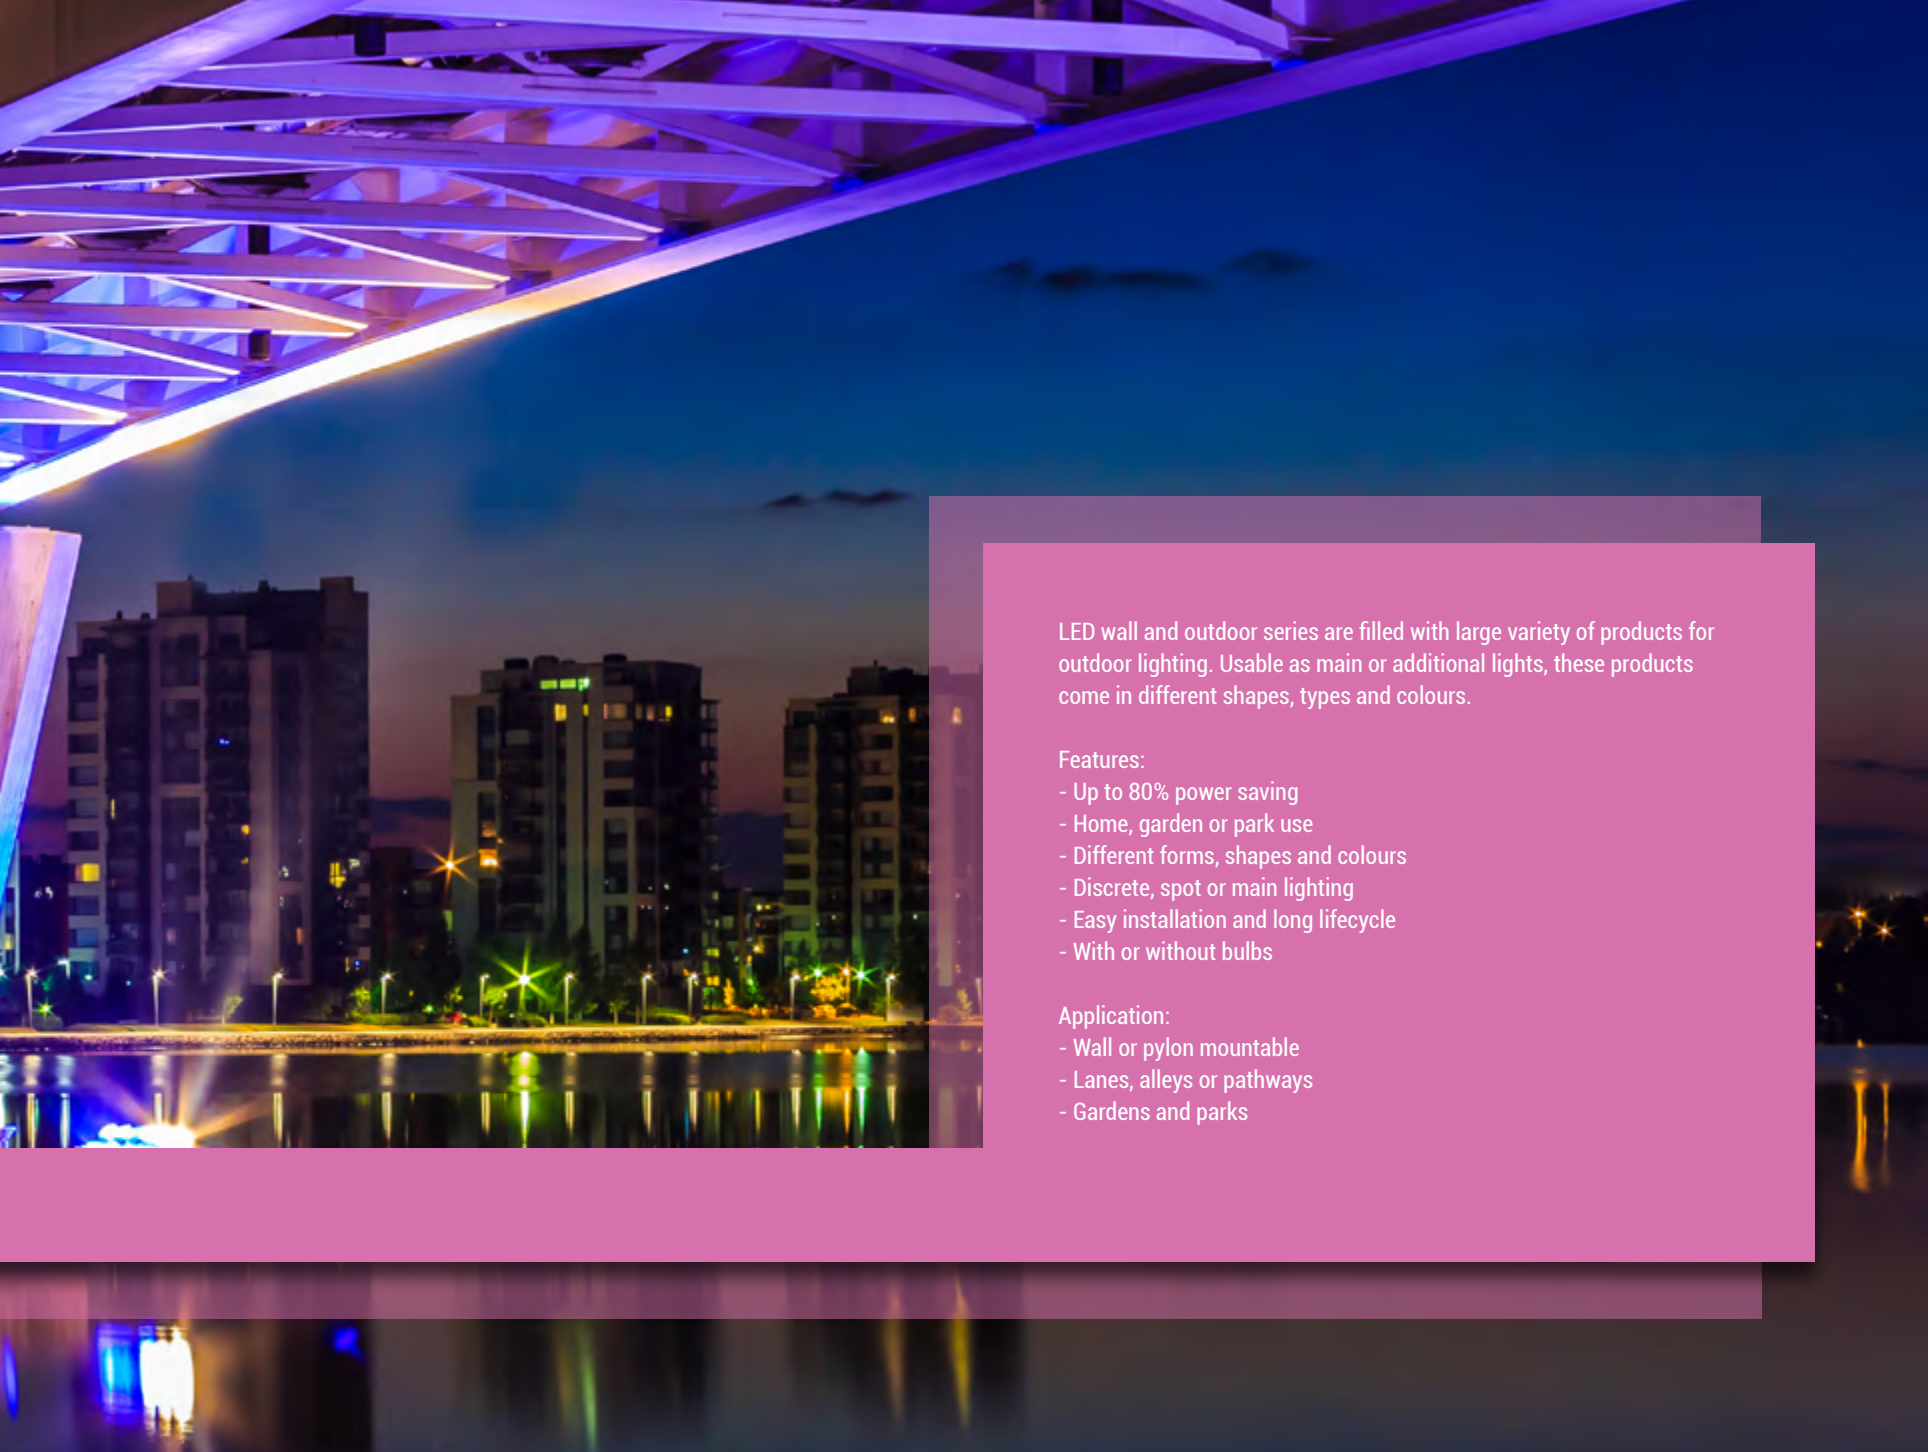 LED wall and outdoor series are filled with large variety of products for
outdoor lighting. Usable as main or additional lights, these products
come in different shapes, types and colours.
Features:
- Up to 80% power saving
- Home, garden or park use
- Different forms, shapes and colours
- Discrete, spot or main lighting
- Easy installation and long lifecycle
- With or without bulbs
Application:
- Wall or pylon mountable
- Lanes, alleys or pathways
- Gardens and parks